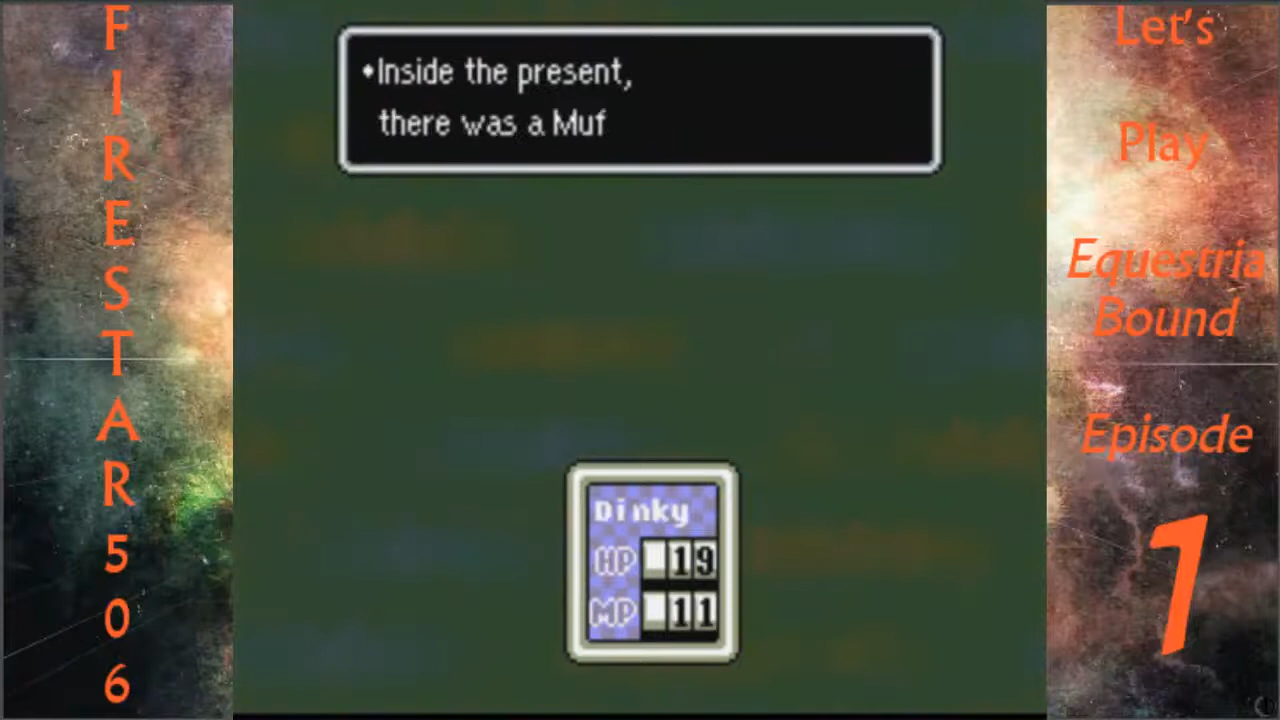 FIRESTAR506
•Inside the present,
there was a Muf
Dinky
HP 19
MP 11
Let's
Play
Equestria
Bound
Episode
1